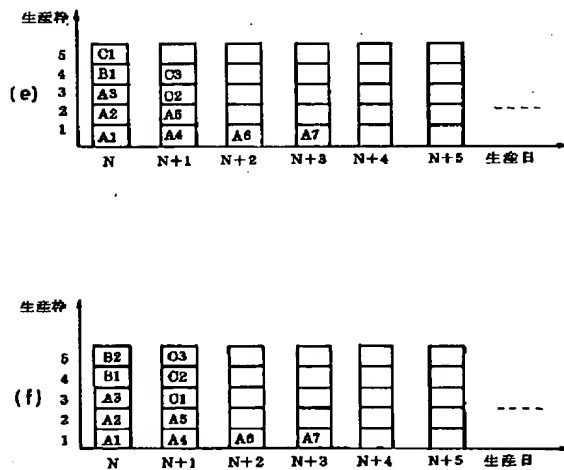 生産枠
5 C1
(e) 4 B1 C3
3 A3 C2
2 A2 A5
1 A1 A4 A6 A7
N N+1 N+2 N+3 N+4 N+5 生産日
生産枠
5 B2 C3
4 B1 C2
(f) 3 A3 C1
2 A2 A5
1 A1 A4 A6 A7
N N+1 N+2 N+3 N+4 N+5 生産日